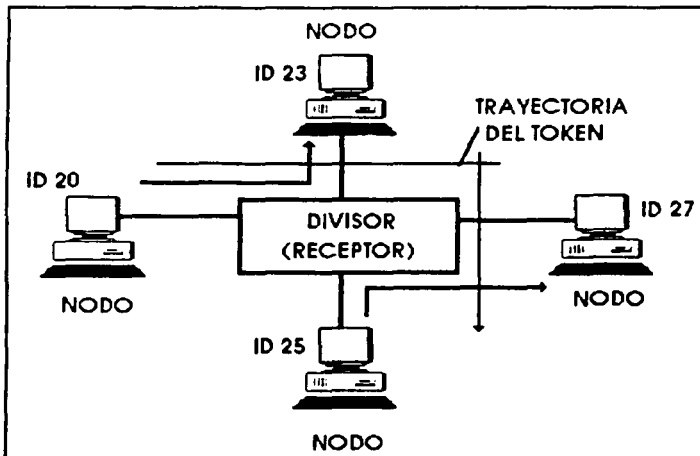 NODO
ID 23
TRAYECTORIA
DEL TOKEN
ID 20
ID 27
DIVISOR
(RECEPTOR)
NODO
NODO
ID 25
NODO